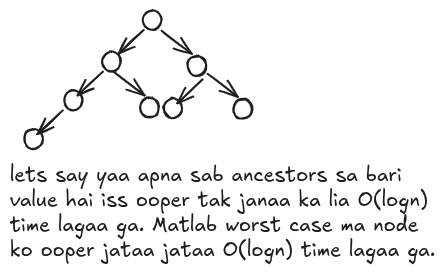 lets say yaa apna sab ancestors sa bari
value hai iss ooper tak janaa ka lia O(logn)
time lagaa ga. Matlab worst case ma node
ko ooper jataa jataa O(logn) time lagaa ga.